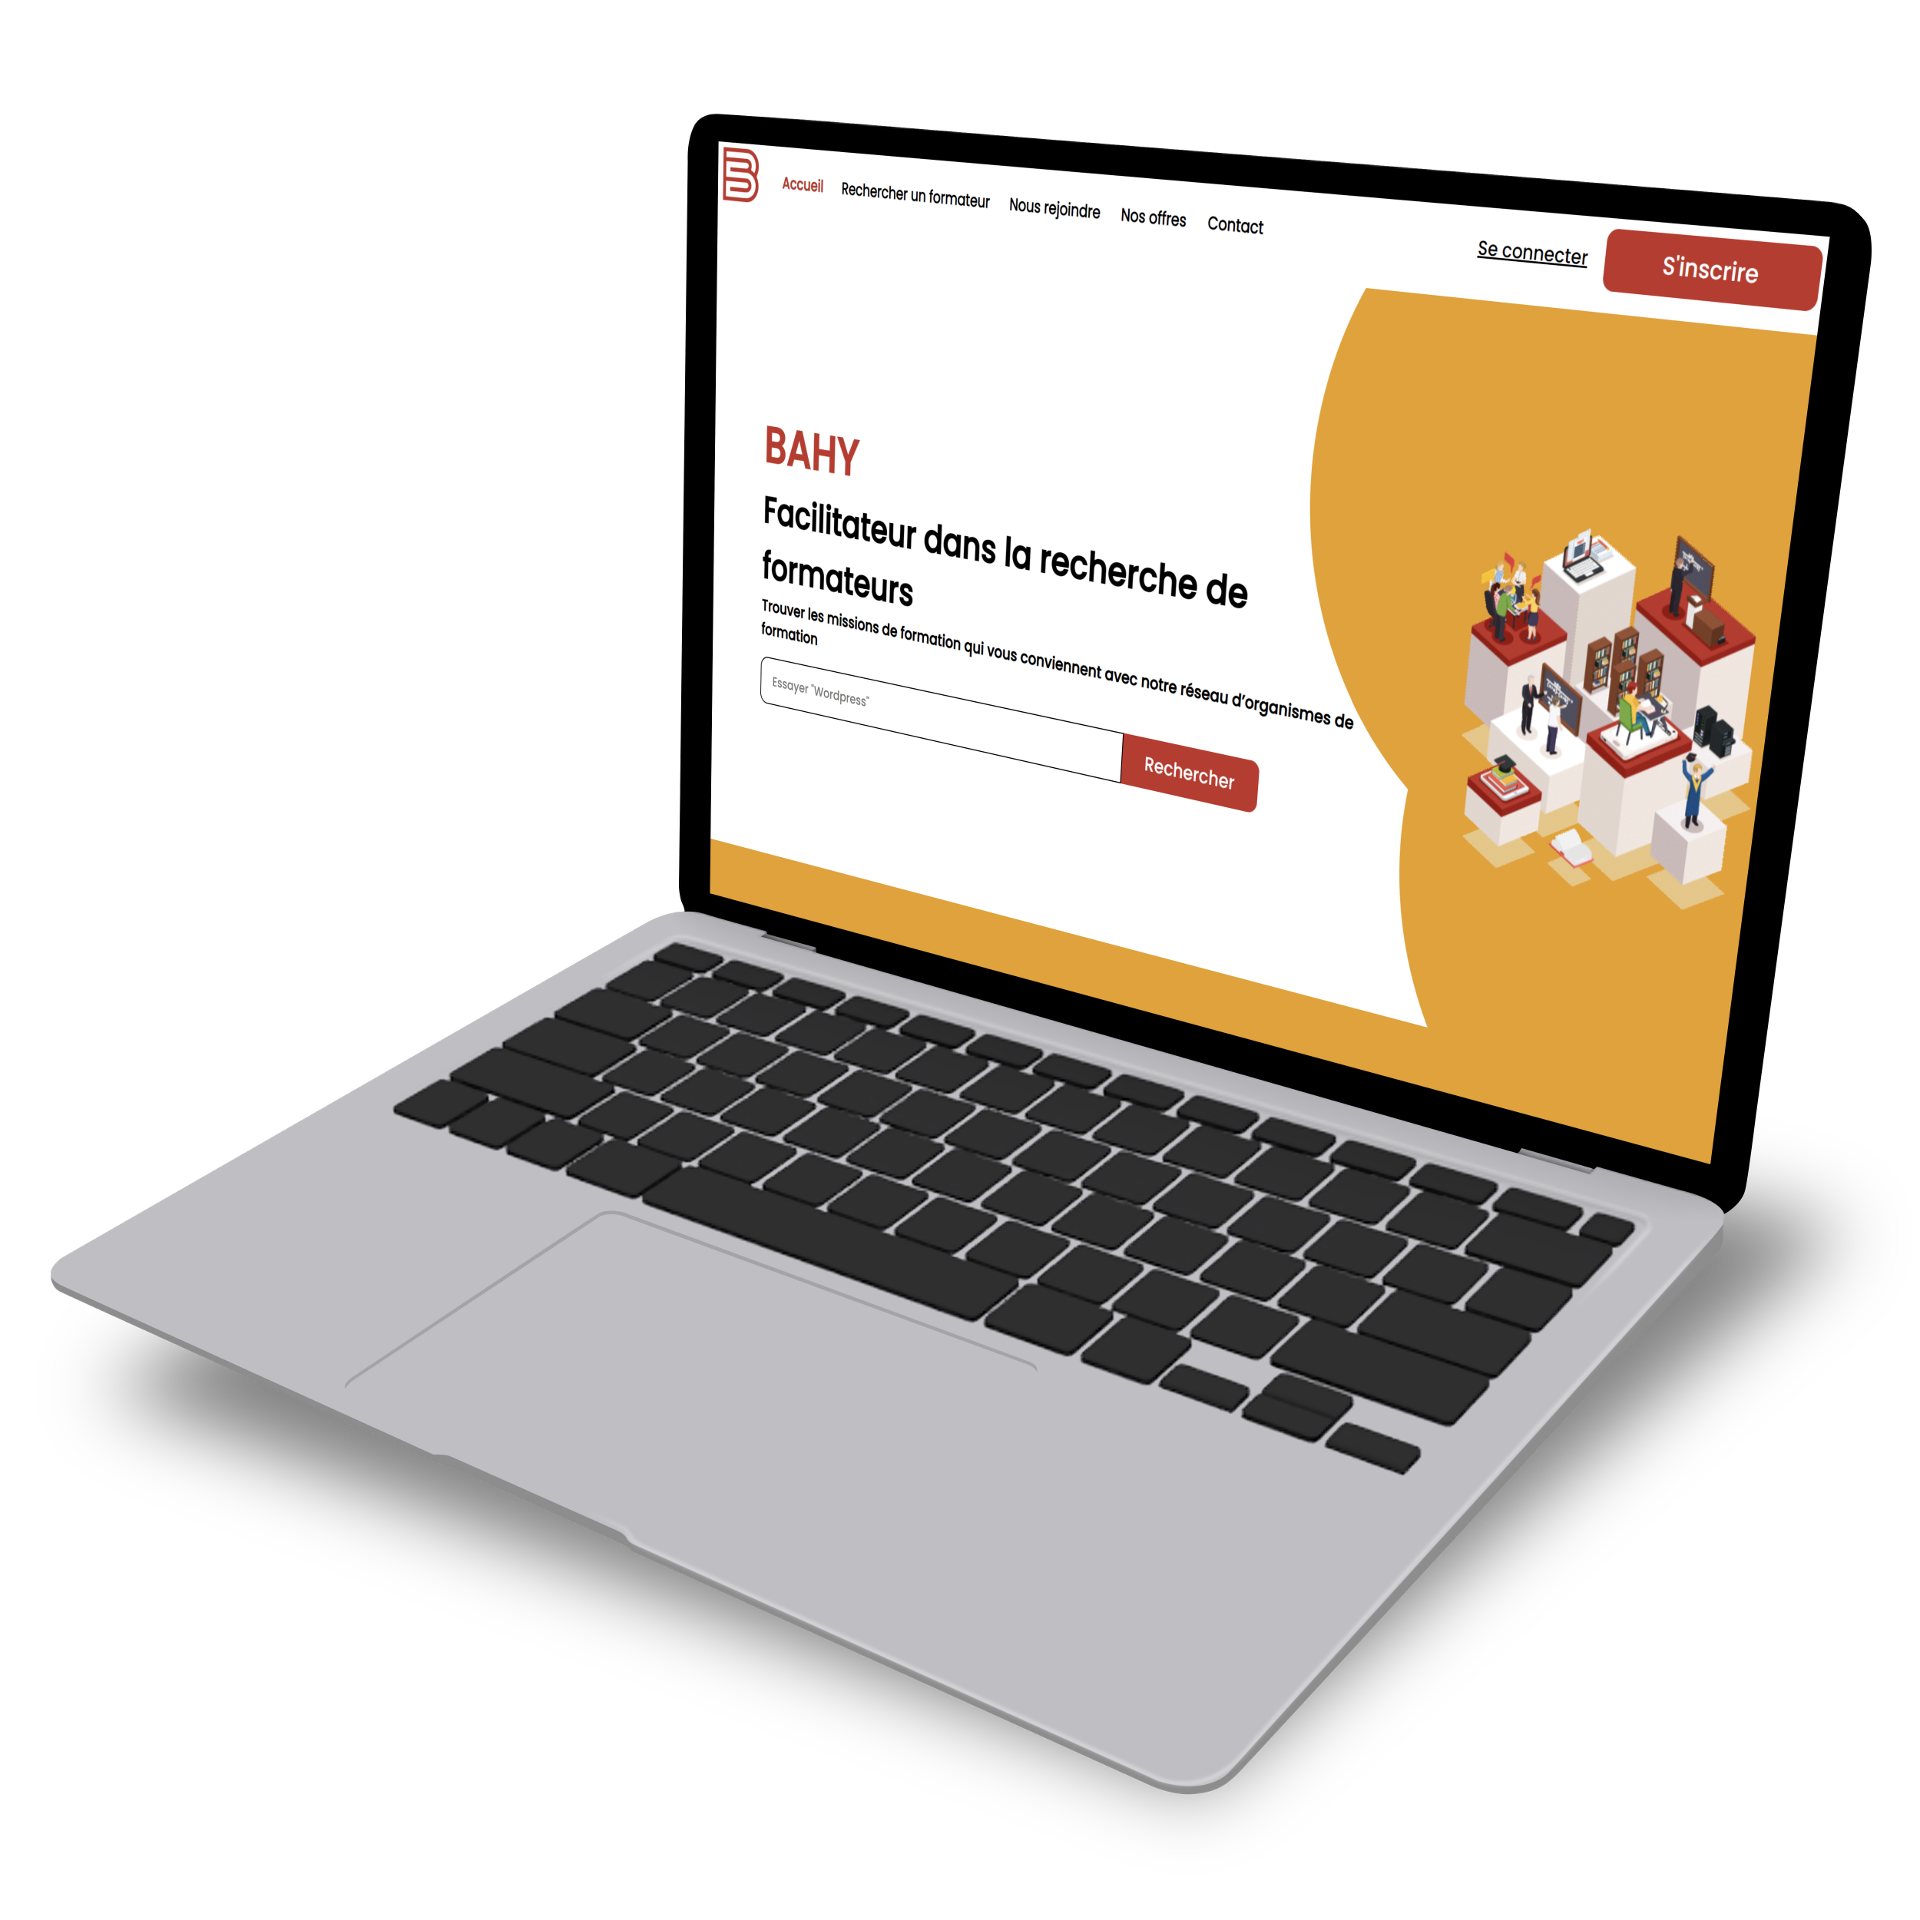 B
Accueil Rechercher un formateur Nous rejoindre Nos offres Contact
Se connecter S'inscrire
BAHY
Facilitateur dans la recherche de
formateurs
Trouver les missions de formation qui vous conviennent avec notre réseau d’organismes de
formation
Essayer "Wordpress"
Rechercher